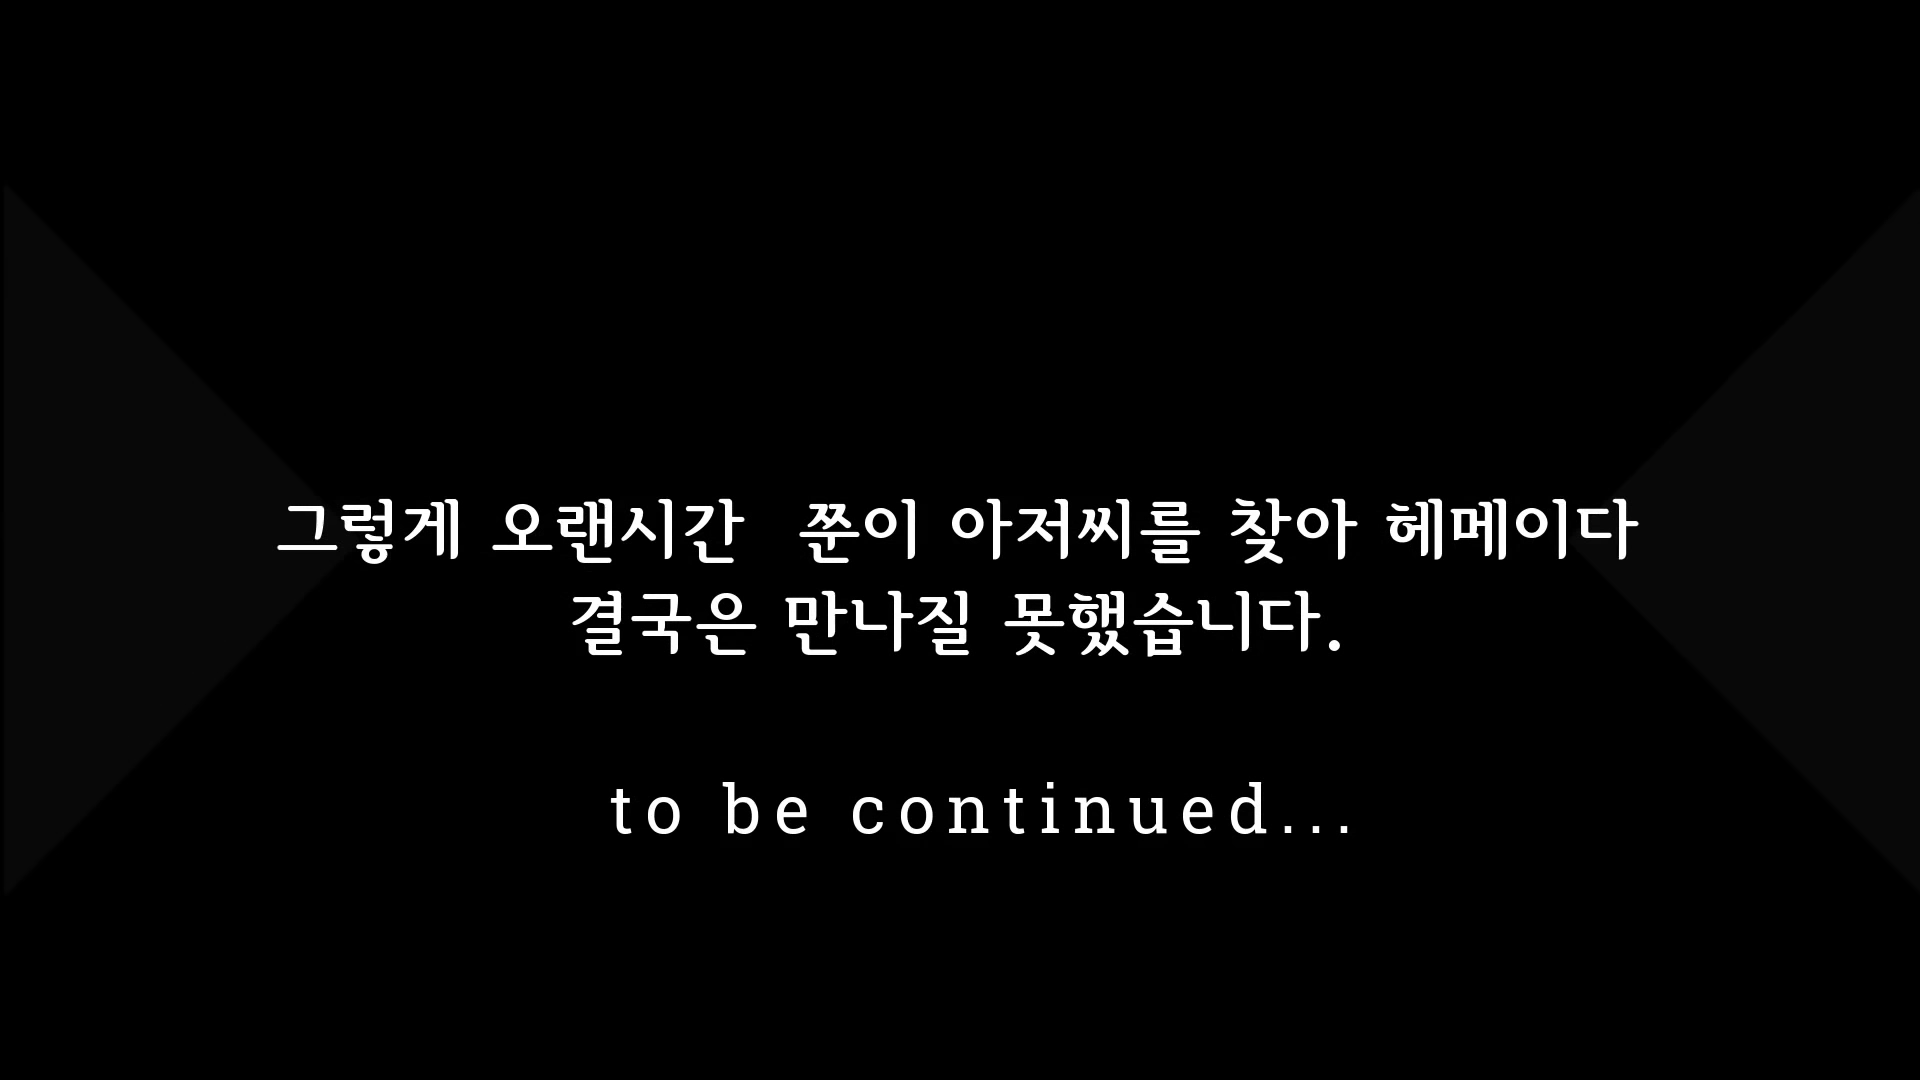 그렇게 오랜시간  쭌이 아저씨를 찾아 헤메이다
결국은 만나질 못했습니다.
to be continued...